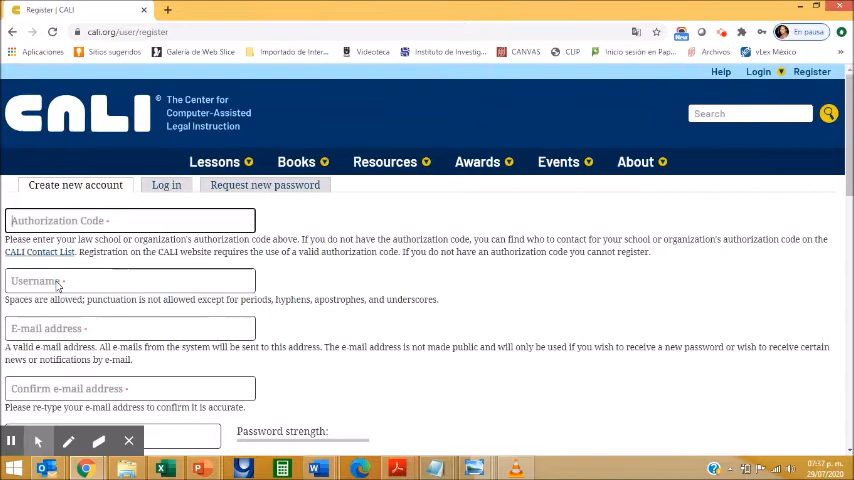 Register | CALI
cali.org/user/register
En pausa
Aplicaciones
Sitios sugeridos
Galería de Web Slice
Importado de Inter...
Videoteca
Instituto de Investig...
CANVAS
CLIP
Inicio sesión en Pap...
Archivos
vLex México
New
Help
Login
Register
CALI®
The Center for
Computer-Assisted
Legal Instruction
Search
Lessons
Books
Resources
Awards
Events
About
Create new account
Log in
Request new password
Authorization Code *
Please enter your law school or organization's authorization code above. If you do not have the authorization code, you can find who to contact for your school or organization's authorization code on the
CALI Contact List. Registration on the CALI website requires the use of a valid authorization code. If you do not have an authorization code you cannot register.
Username *
Spaces are allowed; punctuation is not allowed except for periods, hyphens, apostrophes, and underscores.
E-mail address *
A valid e-mail address. All e-mails from the system will be sent to this address. The e-mail address is not made public and will only be used if you wish to receive a new password or wish to receive certain
news or notifications by e-mail.
Confirm e-mail address *
Please re-type your e-mail address to confirm it is accurate.
Password strength:
07:37 p. m.
29/07/2020